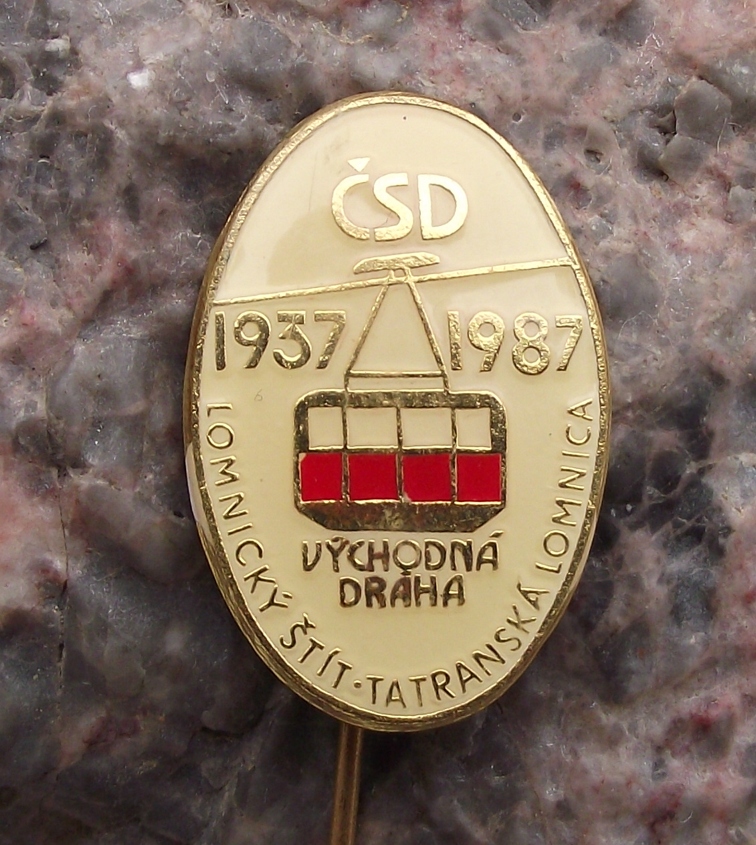 ČSD
1937 1987
VÝCHODNÁ
DRÁHA
LOMNICKÝ ŠTÍT · TATRANSKÁ LOMNICA